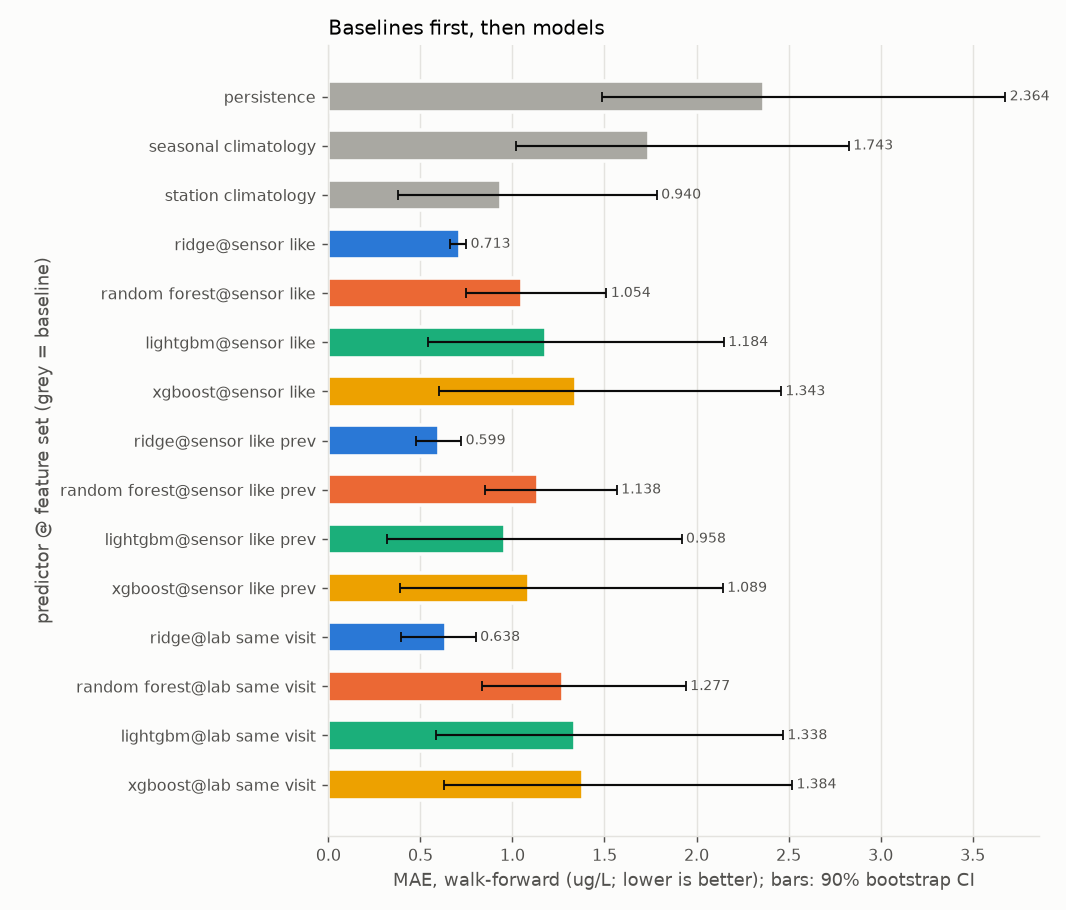 Baselines first, then models
predictor @ feature set (grey = baseline)
persistence 2.364
seasonal climatology 1.743
station climatology 0.940
ridge@sensor like 0.713
random forest@sensor like 1.054
lightgbm@sensor like 1.184
xgboost@sensor like 1.343
ridge@sensor like prev 0.599
random forest@sensor like prev 1.138
lightgbm@sensor like prev 0.958
xgboost@sensor like prev 1.089
ridge@lab same visit 0.638
random forest@lab same visit 1.277
lightgbm@lab same visit 1.338
xgboost@lab same visit 1.384
0.0 0.5 1.0 1.5 2.0 2.5 3.0 3.5
MAE, walk-forward (ug/L; lower is better); bars: 90% bootstrap CI